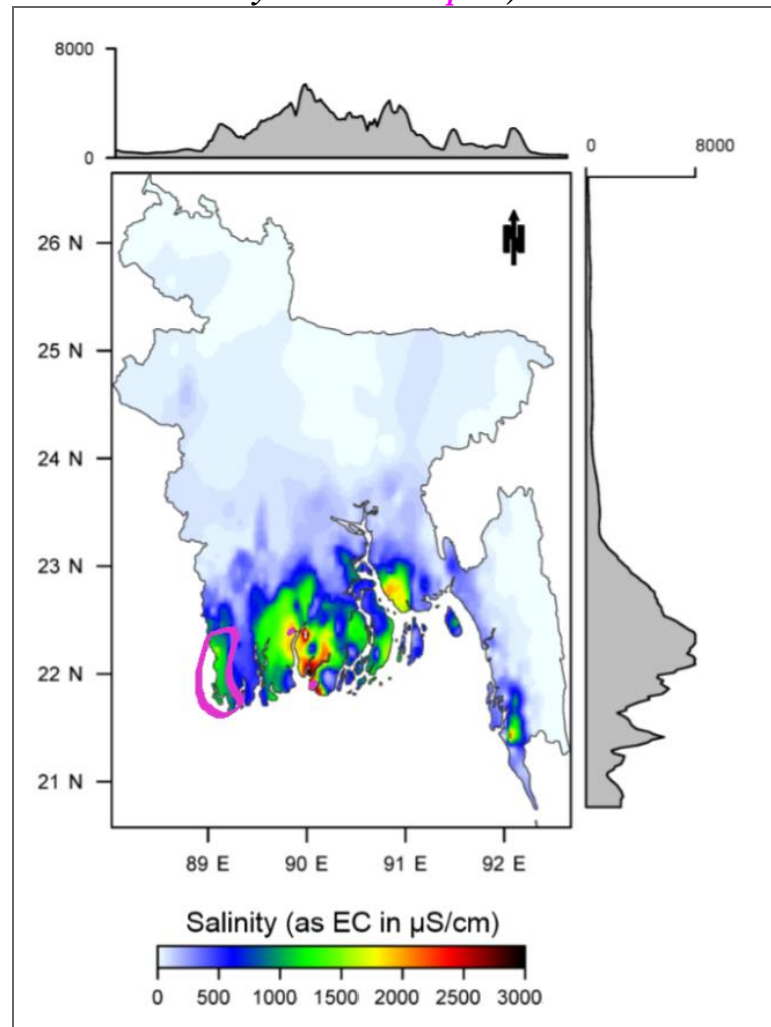 8000
0
0 8000
N
26 N
25 N
24 N
23 N
22 N
21 N
89 E 90 E 91 E 92 E
Salinity (as EC in µS/cm)
0 500 1000 1500 2000 2500 3000